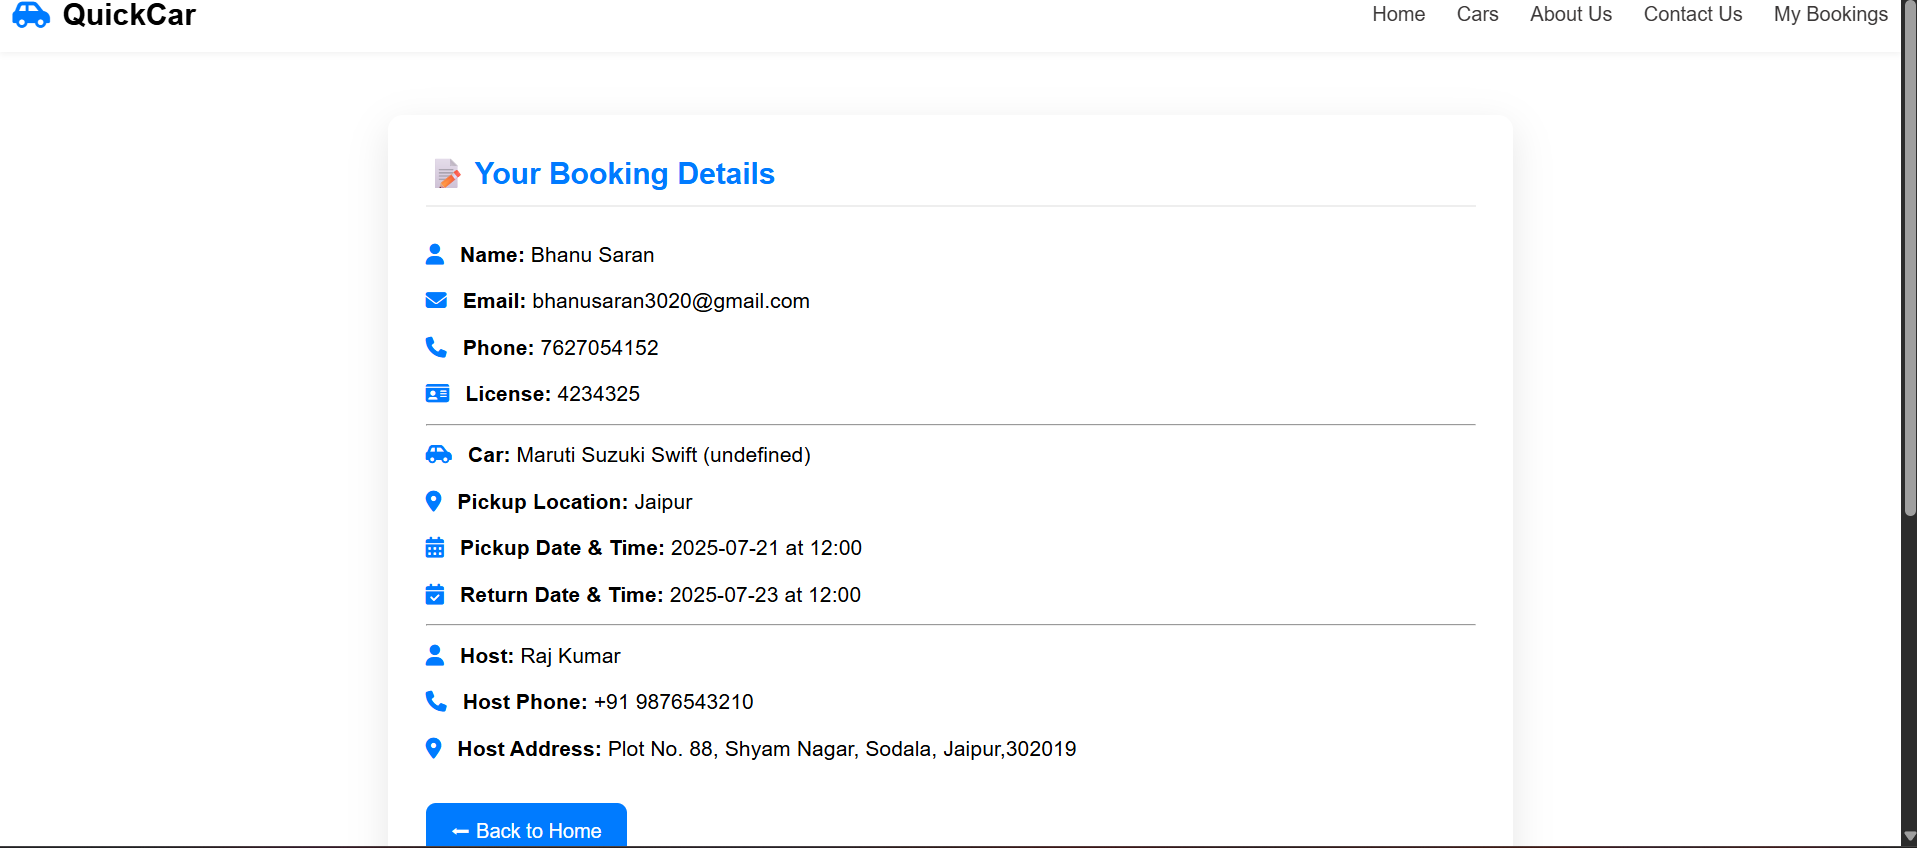 QuickCar
Home Cars About Us Contact Us My Bookings
Your Booking Details
Name: Bhanu Saran
Email: bhanusaran3020@gmail.com
Phone: 7627054152
License: 4234325
Car: Maruti Suzuki Swift (undefined)
Pickup Location: Jaipur
Pickup Date & Time: 2025-07-21 at 12:00
Return Date & Time: 2025-07-23 at 12:00
Host: Raj Kumar
Host Phone: +91 9876543210
Host Address: Plot No. 88, Shyam Nagar, Sodala, Jaipur,302019
Back to Home